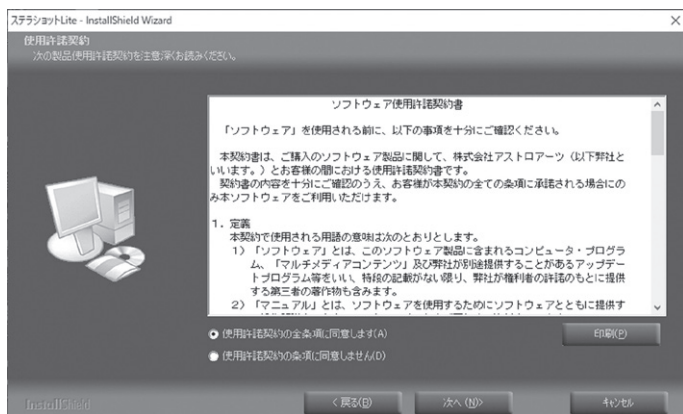 ステラショットLite - InstallShield Wizard
使用許諾契約
次の製品使用許諾契約を注意深くお読みください。
ソフトウェア使用許諾契約書
「ソフトウェア」を使用される前に、以下の事項を十分にご確認ください。
本契約書は、ご購入のソフトウェア製品に関して、株式会社アストロアーツ(以下弊社と
いいます。)とお客様の間における使用許諾契約書です。
契約書の内容を十分にご確認のうえ、お客様が本契約の全ての条項に承諾される場合にの
み本ソフトウェアをご利用いただけます。
1.定義
本契約で使用される用語の意味は次のとおりとします。
1) 「ソフトウェア」とは、このソフトウェア製品に含まれるコンピュータ・プログラ
ム、「マルチメディアコンテンツ」及び弊社が別途提供することがあるアップデー
トプログラム等をいい、特段の記載がない限り、弊社が権利者の許諾のもとに提供
する第三者の著作物も含みます。
2) 「マニュアル」とは、ソフトウェアを使用するためにソフトウェアとともに提供す
使用許諾契約の全条項に同意します(A)
印刷(P)
使用許諾契約の条項に同意しません(D)
InstallShield
< 戻る(B)
次へ(N)>
キャンセル